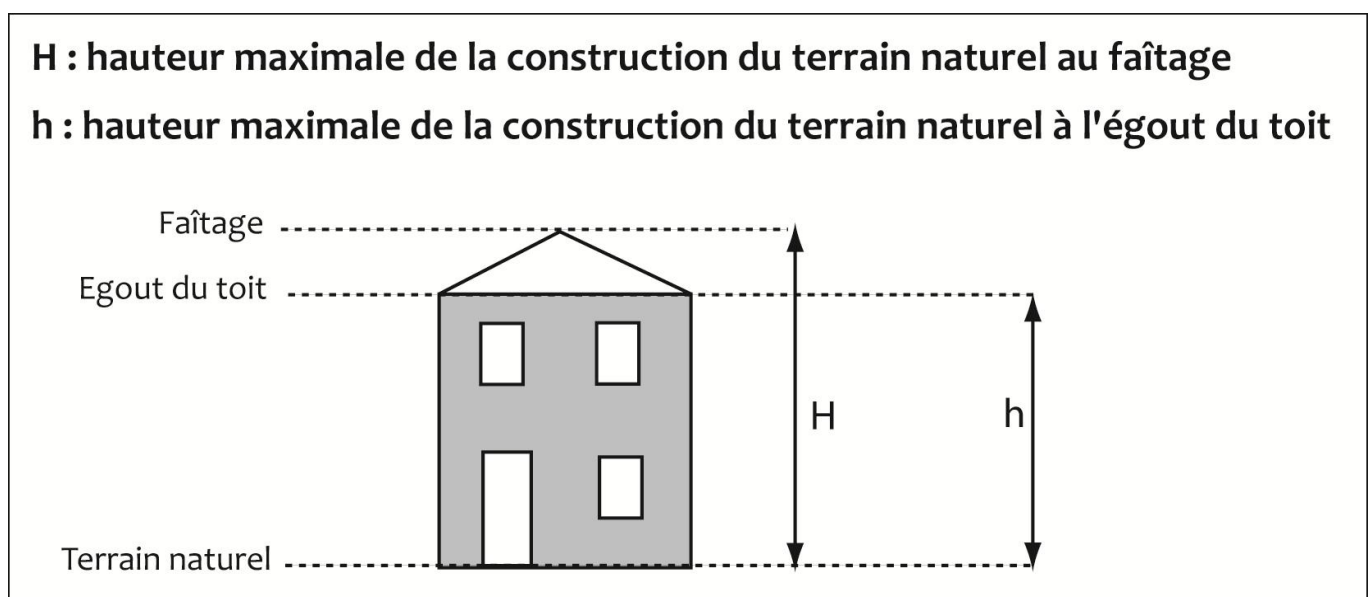 H : hauteur maximale de la construction du terrain naturel au faîtage
h : hauteur maximale de la construction du terrain naturel à l'égout du toit
Faîtage
Egout du toit
H
h
Terrain naturel